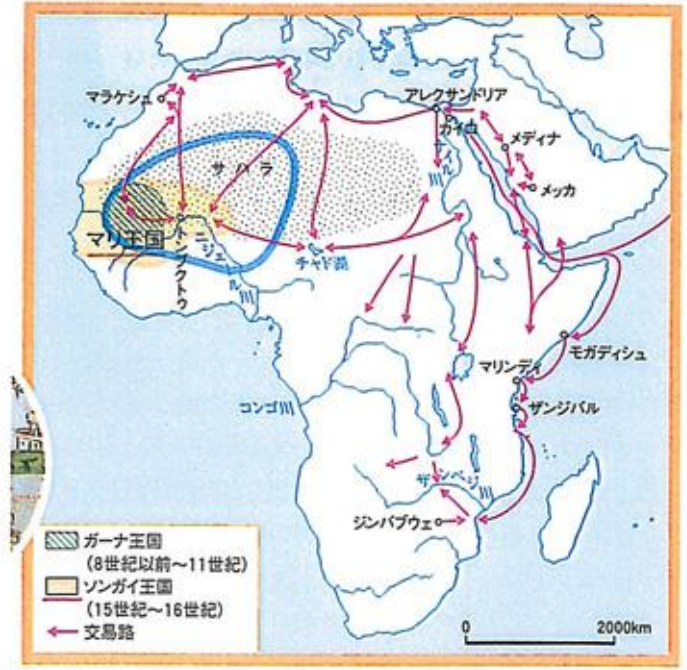 マラケシュ
アレクサンドリア
カイロ
メディナ
メッカ
ナイル川
サハラ
マリ王国
トンブクトゥ
ニジェール川
チャド湖
モガディシュ
マリンディ
ザンジバル
コンゴ川
ザンベジ川
ジンバブウェ
ガーナ王国
(8世紀以前〜11世紀)
ソンガイ王国
(15世紀〜16世紀)
交易路
0 2000km